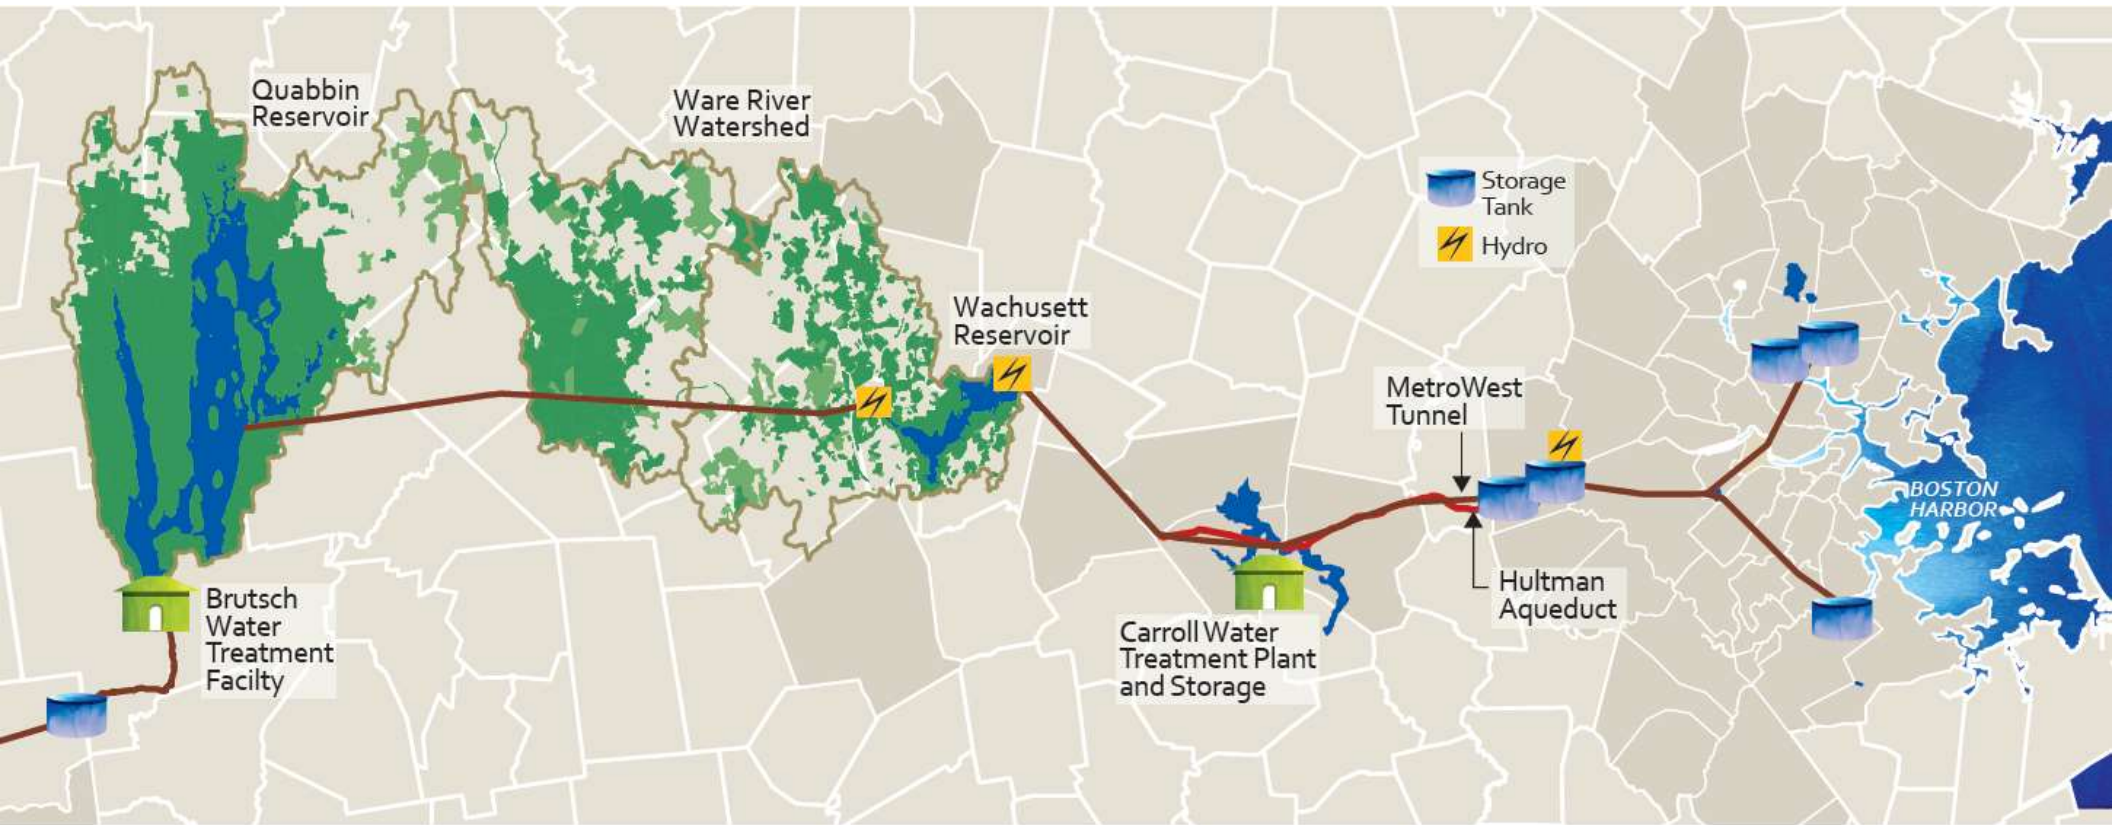 Quabbin
Reservoir
Ware River
Watershed
Storage
Tank
Hydro
Wachusett
Reservoir
MetroWest
Tunnel
BOSTON
HARBOR
Hultman
Aqueduct
Brutsch
Water
Treatment
Facilty
Carroll Water
Treatment Plant
and Storage